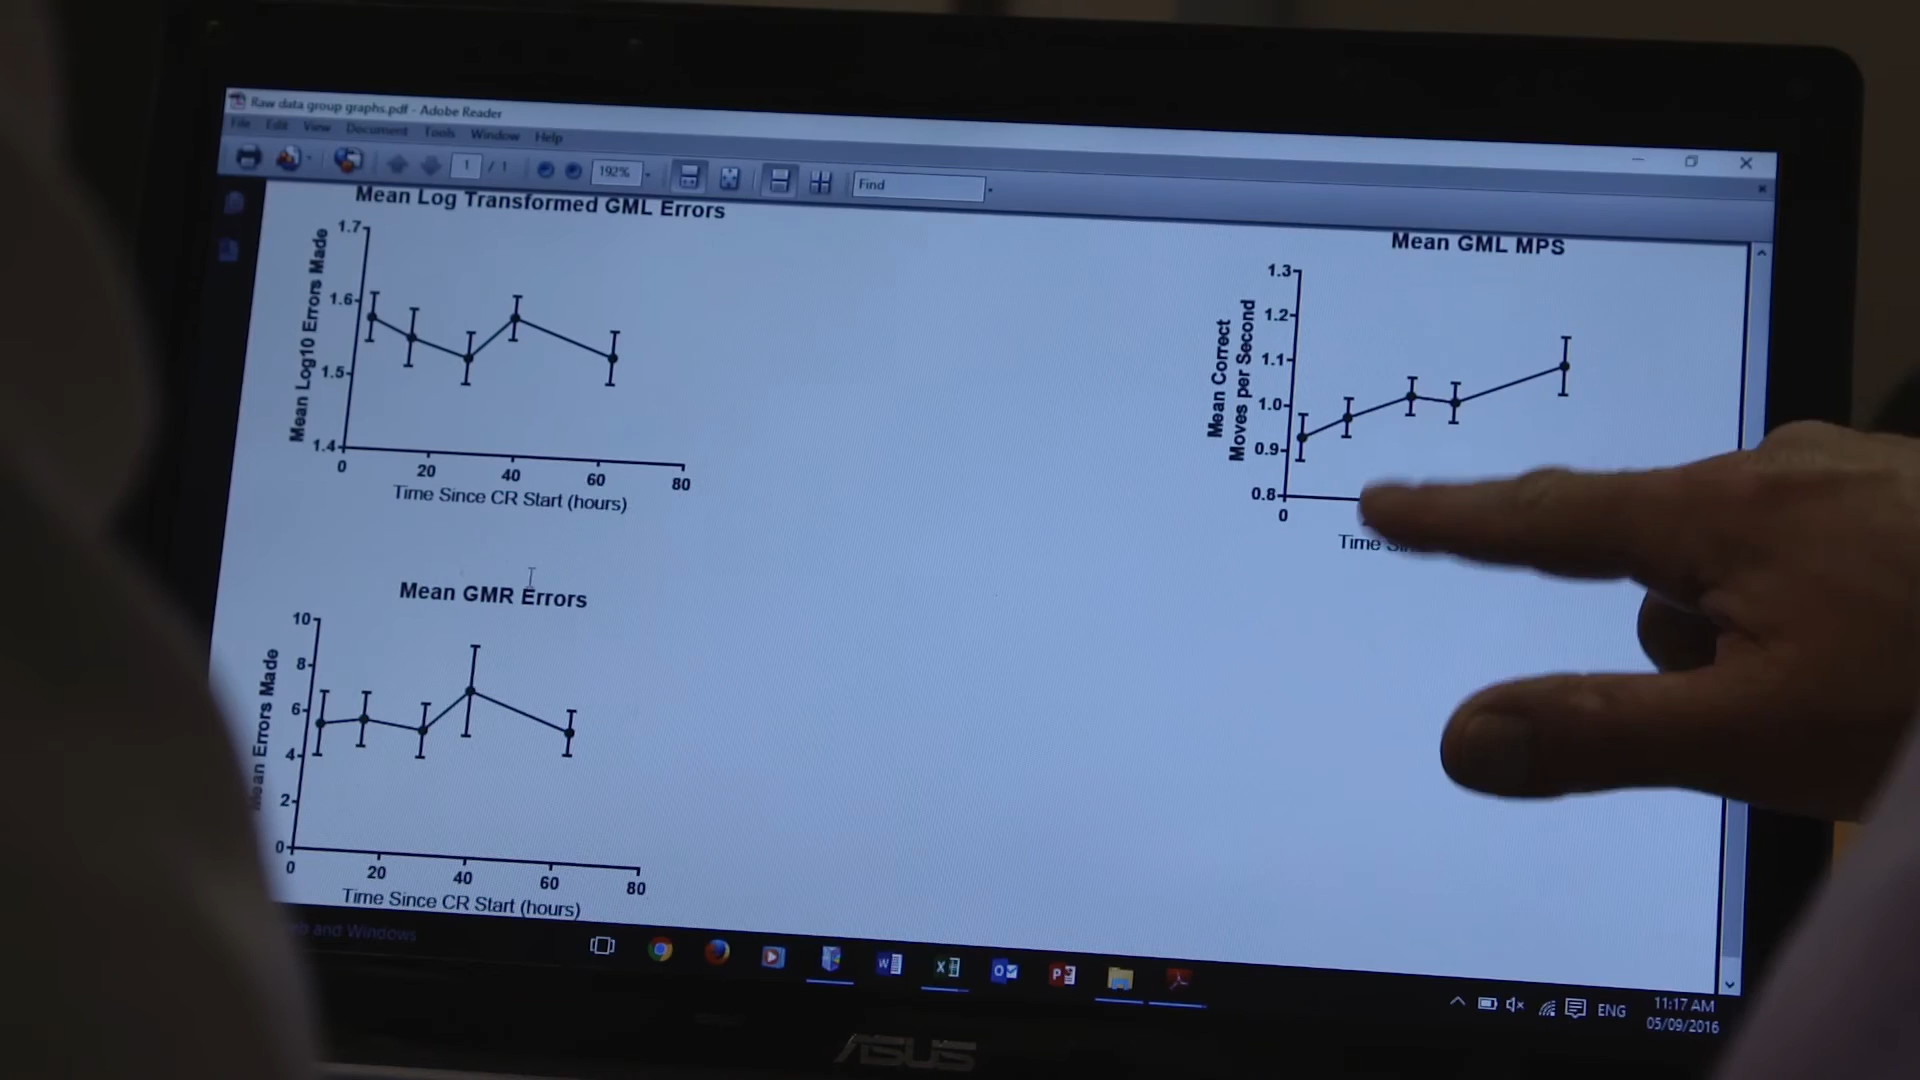 Raw data group graphs.pdf - Adobe Reader
File Edit View Document Tools Window Help
1 / 1
192%
Find
Mean Log Transformed GML Errors
Mean Log10 Errors Made
1.7
1.6
1.5
1.4
0 20 40 60 80
Time Since CR Start (hours)
Mean GML MPS
Mean Correct
Moves per Second
1.3
1.2
1.1
1.0
0.9
0.8
0
Time
Mean GMR Errors
Mean Errors Made
10
8
6
4
2
0
0 20 40 60 80
Time Since CR Start (hours)
and Windows
ENG
11:17 AM
05/09/2016
ASUS